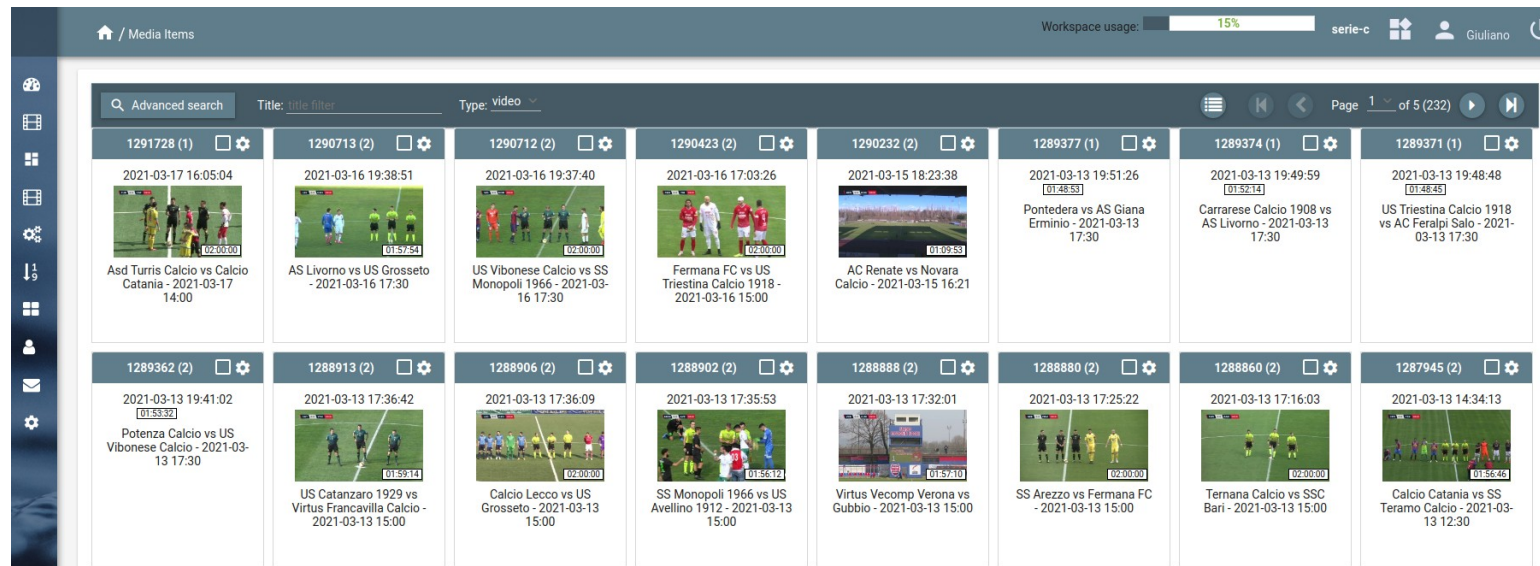 / Media Items
Workspace usage:
15%
serie-c
Giuliano
Advanced search
Title: title filter
Type: video
Page 1 of 5 (232)
1291728 (1)
2021-03-17 16:05:04
02:00:00
Asd Turris Calcio vs Calcio
Catania - 2021-03-17
14:00
1290713 (2)
2021-03-16 19:38:51
01:57:54
AS Livorno vs US Grosseto
- 2021-03-16 17:30
1290712 (2)
2021-03-16 19:37:40
02:00:00
US Vibonese Calcio vs SS
Monopoli 1966 - 2021-03-
16 17:30
1290423 (2)
2021-03-16 17:03:26
02:00:00
Fermana FC vs US
Triestina Calcio 1918 -
2021-03-16 15:00
1290232 (2)
2021-03-15 18:23:38
01:09:53
AC Renate vs Novara
Calcio - 2021-03-15 16:21
1289377 (1)
2021-03-13 19:51:26
01:48:53
Pontedera vs AS Giana
Erminio - 2021-03-13
17:30
1289374 (1)
2021-03-13 19:49:59
01:52:14
Carrarese Calcio 1908 vs
AS Livorno - 2021-03-13
17:30
1289371 (1)
2021-03-13 19:48:48
01:48:45
US Triestina Calcio 1918
vs AC Feralpi Salo - 2021-
03-13 17:30
1289362 (2)
2021-03-13 19:41:02
01:53:32
Potenza Calcio vs US
Vibonese Calcio - 2021-03-
13 17:30
1288913 (2)
2021-03-13 17:36:42
01:59:14
US Catanzaro 1929 vs
Virtus Francavilla Calcio -
2021-03-13 15:00
1288906 (2)
2021-03-13 17:36:09
02:00:00
Calcio Lecco vs US
Grosseto - 2021-03-13
15:00
1288902 (2)
2021-03-13 17:35:53
01:56:12
SS Monopoli 1966 vs US
Avellino 1912 - 2021-03-13
15:00
1288888 (2)
2021-03-13 17:32:01
01:57:10
Virtus Vecomp Verona vs
Gubbio - 2021-03-13 15:00
1288880 (2)
2021-03-13 17:25:22
02:00:00
SS Arezzo vs Fermana FC
- 2021-03-13 15:00
1288860 (2)
2021-03-13 17:16:03
02:00:00
Ternana Calcio vs SSC
Bari - 2021-03-13 15:00
1287945 (2)
2021-03-13 14:34:13
01:56:46
Calcio Catania vs SS
Teramo Calcio - 2021-03-
13 12:30